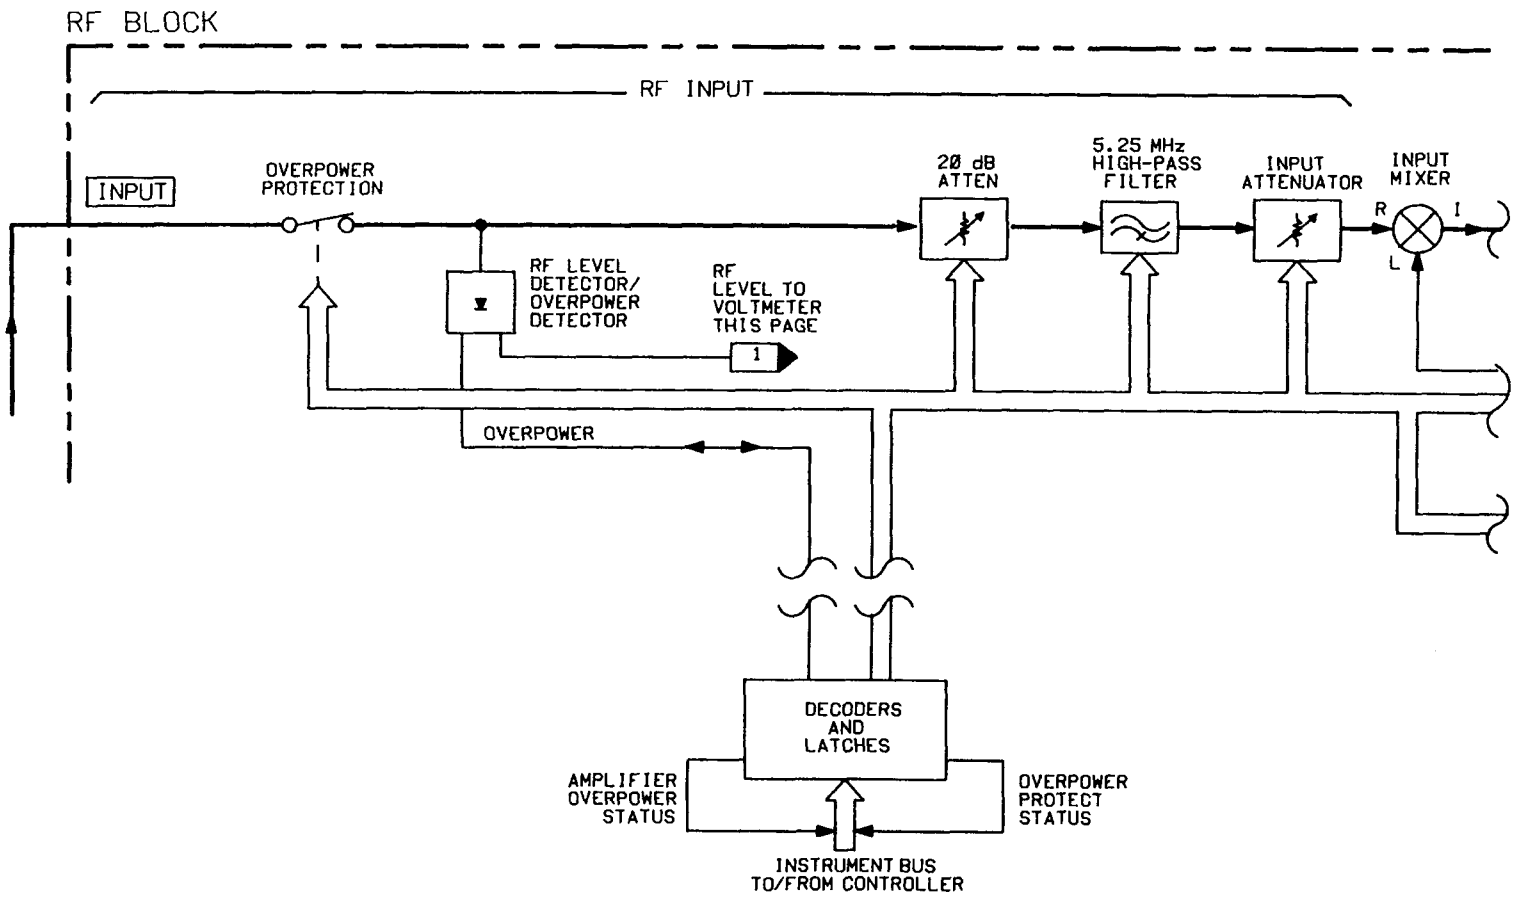 RF BLOCK
RF INPUT
INPUT
OVERPOWER
PROTECTION
20 dB
ATTEN
5.25 MHz
HIGH-PASS
FILTER
INPUT
ATTENUATOR
INPUT
MIXER
R
I
L
RF LEVEL
DETECTOR/
OVERPOWER
DETECTOR
RF
LEVEL TO
VOLTMETER
THIS PAGE
1
OVERPOWER
DECODERS
AND
LATCHES
AMPLIFIER
OVERPOWER
STATUS
OVERPOWER
PROTECT
STATUS
INSTRUMENT BUS
TO/FROM CONTROLLER